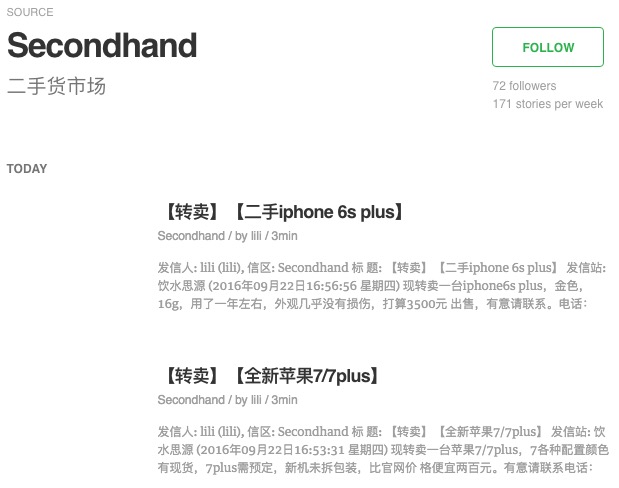 SOURCE
Secondhand
FOLLOW
二手货市场
72 followers
171 stories per week
TODAY
【转卖】【二手iphone 6s plus】
Secondhand / by lili / 3min
发信人: lili (lili), 信区: Secondhand 标 题: 【转卖】【二手iphone 6s plus】 发信站:
饮水思源 (2016年09月22日16:56:56 星期四) 现转卖一台iphone6s plus，金色，
16g，用了一年左右，外观几乎没有损伤，打算3500元 出售，有意请联系。电话：
【转卖】【全新苹果7/7plus】
Secondhand / by lili / 3min
发信人: lili (lili), 信区: Secondhand 标 题: 【转卖】【全新苹果7/7plus】 发信站: 饮
水思源 (2016年09月22日16:53:31 星期四) 现转卖一台苹果7/7plus，7各种配置颜色
有现货，7plus需预定，新机未拆包装，比官网价 格便宜两百元。有意请联系电话：